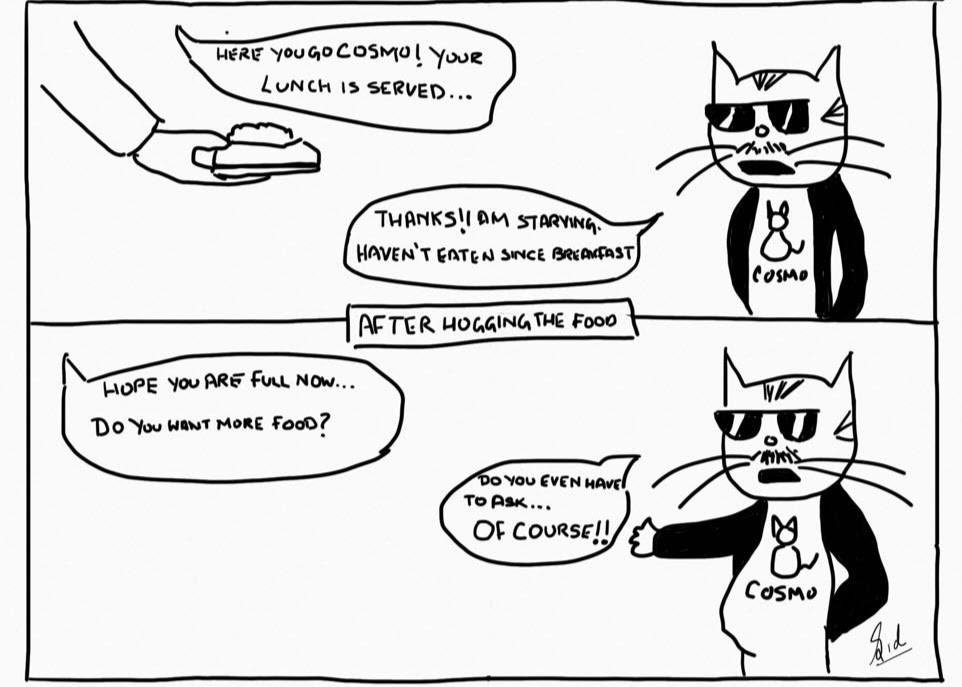 HERE YOU GO COSMO! YOUR
LUNCH IS SERVED...
THANKS!! AM STARVING.
HAVEN'T EATEN SINCE BREAKFAST
COSMO
AFTER HOGGING THE FOOD
HOPE YOU ARE FULL NOW...
DO YOU WANT MORE FOOD?
DO YOU EVEN HAVE
TO ASK...
OF COURSE!!
COSMO
Sid